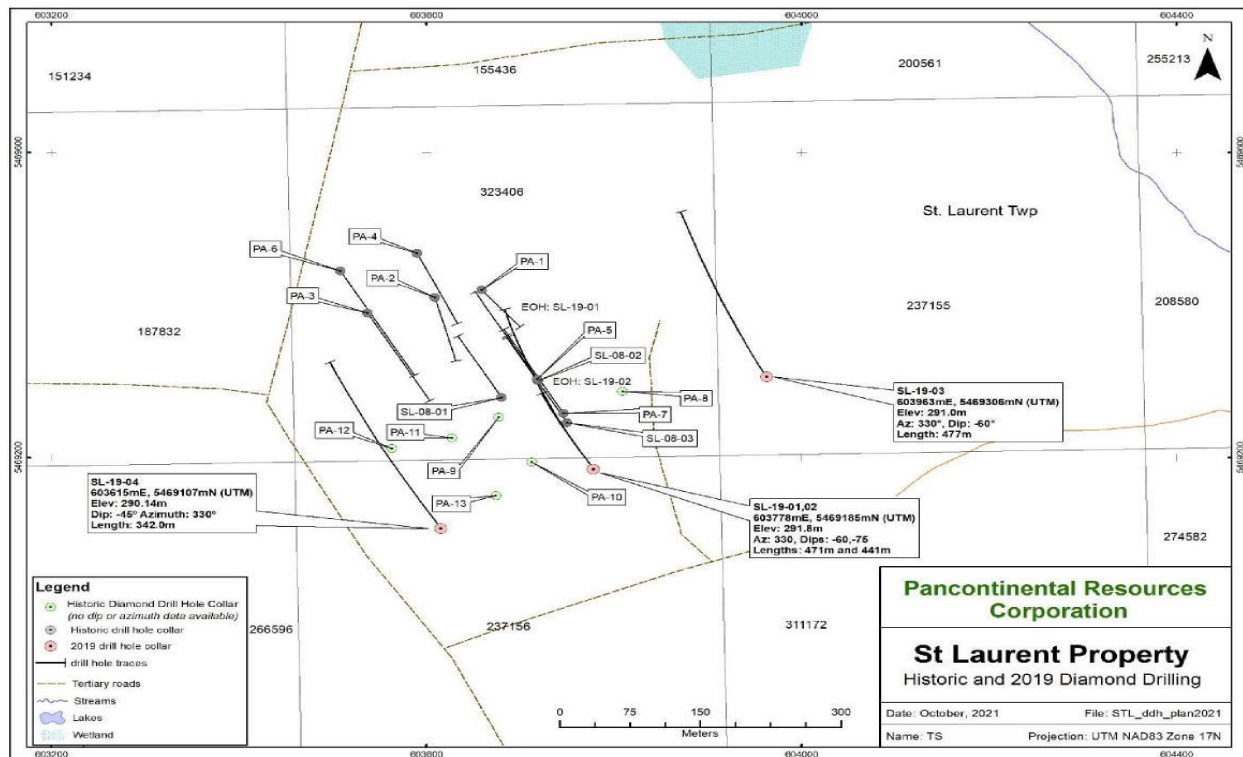 603200
603600
604000
604400
N
151234
155436
200561
255213
5469600
5469600
323406
St. Laurent Twp
PA-4
PA-6
PA-1
PA-2
PA-3
EOH: SL-19-01
237155
208580
187832
PA-5
SL-08-02
EOH: SL-19-02
PA-8
SL-19-03
603963mE, 5469306mN (UTM)
Elev: 291.0m
Az: 330°, Dip: -60°
Length: 477m
SL-08-01
PA-7
PA-12
PA-11
SL-08-03
5469200
5469200
PA-9
PA-10
SL-19-04
603615mE, 5469107mN (UTM)
Elev: 290.14m
Dip: -45° Azimuth: 330°
Length: 342.0m
PA-13
SL-19-01,02
603778mE, 5469185mN (UTM)
Elev: 291.8m
Az: 330, Dips: -60,-75
Lengths: 471m and 441m
274582
Legend
Historic Diamond Drill Hole Collar
(no dip or azimuth data available)
Historic drill hole collar
2019 drill hole collar
drill hole traces
Tertiary roads
Streams
Lakes
Wetland
266596
237156
311172
0 75 150 300
Meters
Pancontinental Resources
Corporation
St Laurent Property
Historic and 2019 Diamond Drilling
Date: October, 2021 File: STL_ddh_plan2021
Name: TS Projection: UTM NAD83 Zone 17N
603200
603600
604000
604400